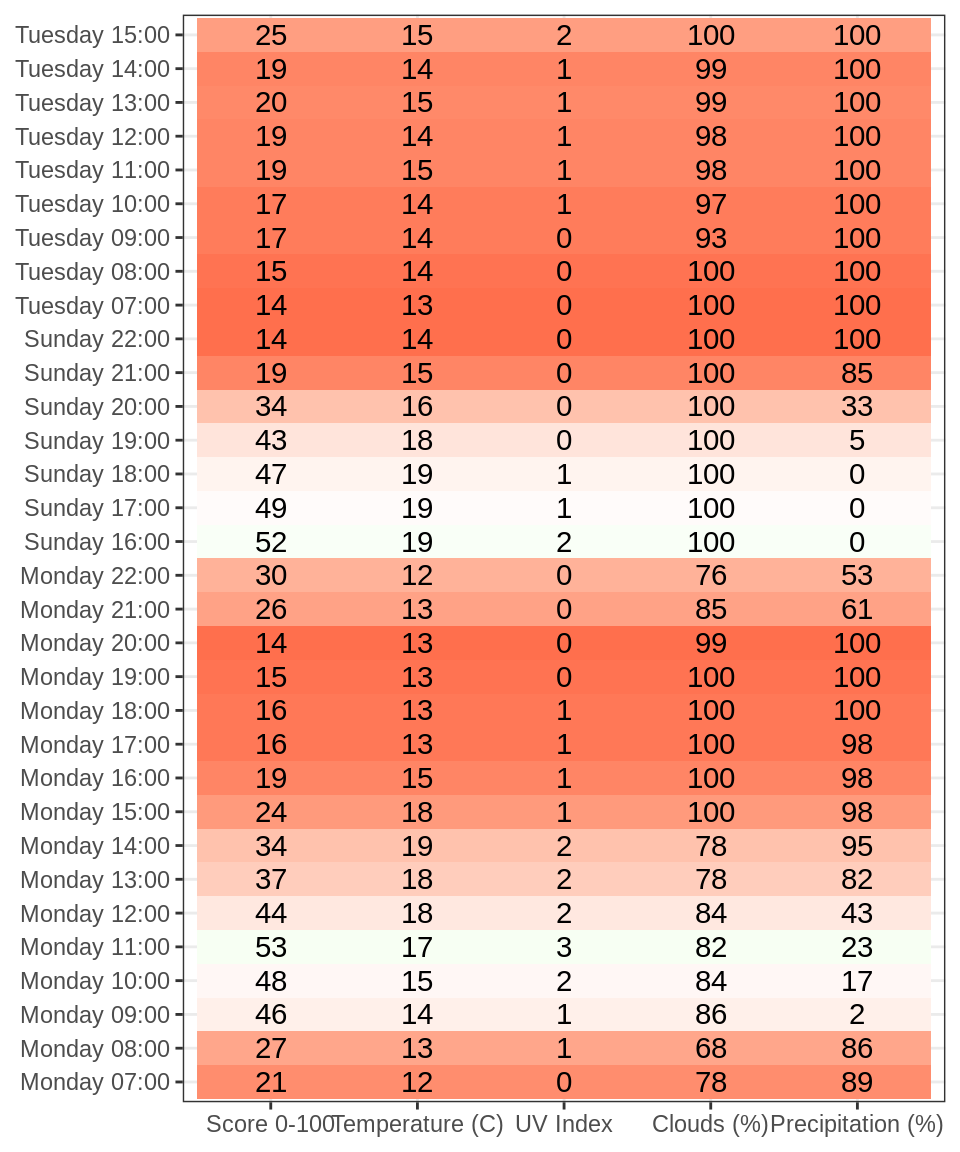 Tuesday 15:00 25 15 2 100 100
Tuesday 14:00 19 14 1 99 100
Tuesday 13:00 20 15 1 99 100
Tuesday 12:00 19 14 1 98 100
Tuesday 11:00 19 15 1 98 100
Tuesday 10:00 17 14 1 97 100
Tuesday 09:00 17 14 0 93 100
Tuesday 08:00 15 14 0 100 100
Tuesday 07:00 14 13 0 100 100
Sunday 22:00 14 14 0 100 100
Sunday 21:00 19 15 0 100 85
Sunday 20:00 34 16 0 100 33
Sunday 19:00 43 18 0 100 5
Sunday 18:00 47 19 1 100 0
Sunday 17:00 49 19 1 100 0
Sunday 16:00 52 19 2 100 0
Monday 22:00 30 12 0 76 53
Monday 21:00 26 13 0 85 61
Monday 20:00 14 13 0 99 100
Monday 19:00 15 13 0 100 100
Monday 18:00 16 13 1 100 100
Monday 17:00 16 13 1 100 98
Monday 16:00 19 15 1 100 98
Monday 15:00 24 18 1 100 98
Monday 14:00 34 19 2 78 95
Monday 13:00 37 18 2 78 82
Monday 12:00 44 18 2 84 43
Monday 11:00 53 17 3 82 23
Monday 10:00 48 15 2 84 17
Monday 09:00 46 14 1 86 2
Monday 08:00 27 13 1 68 86
Monday 07:00 21 12 0 78 89
Score 0-100 Temperature (C) UV Index Clouds (%) Precipitation (%)